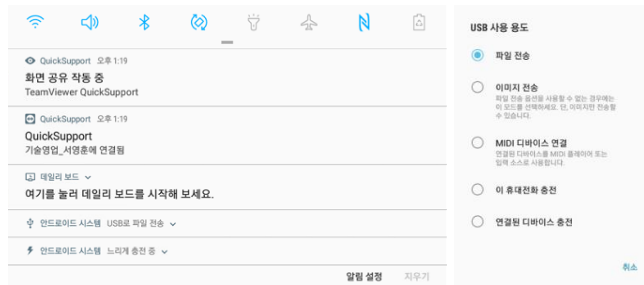 QuickSupport 오후 1:19
화면 공유 작동 중
TeamViewer QuickSupport
QuickSupport 오후 1:19
QuickSupport
기술영업_서영훈에 연결됨
데일리 보드
여기를 눌러 데일리 보드를 시작해 보세요.
안드로이드 시스템 USB로 파일 전송
안드로이드 시스템 느리게 충전 중
알림 설정 지우기
USB 사용 용도
파일 전송
이미지 전송
파일 전송 옵션을 사용할 수 없는 경우에는
이 모드를 선택하세요. 단, 이미지만 전송할
수 있습니다.
MIDI 디바이스 연결
연결된 디바이스를 MIDI 플레이어 또는
입력 소스로 사용합니다.
이 휴대전화 충전
연결된 디바이스 충전
취소